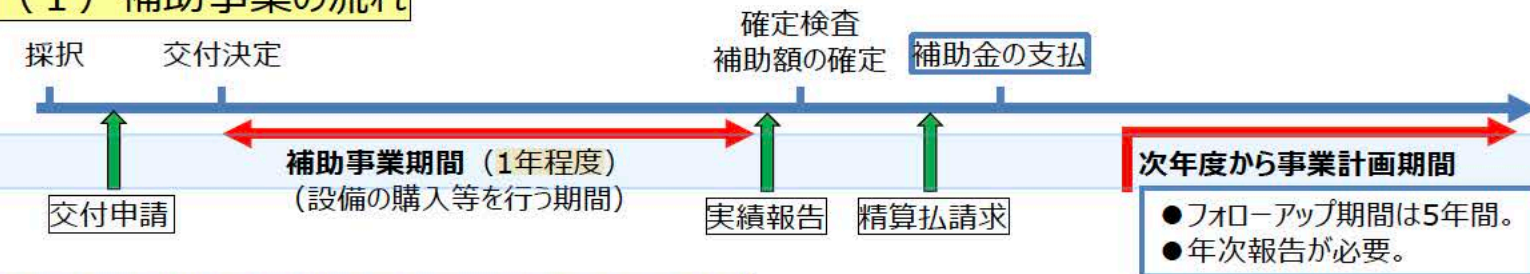 （1）補助事業の流れ
採択
交付決定
確定検査
補助額の確定
補助金の支払
補助事業期間（1年程度）
（設備の購入等を行う期間）
次年度から事業計画期間
交付申請
実績報告
精算払請求
●フォローアップ期間は5年間。
●年次報告が必要。